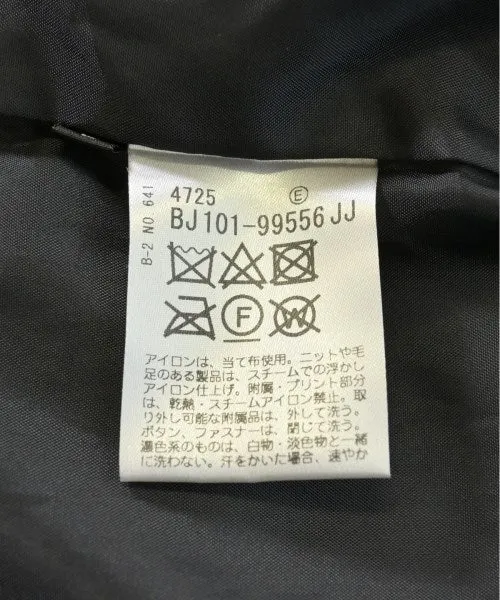 4725 Ⓔ
BJ101-99556 JJ
B-2 NO 641
F
W
アイロンは、当て布使用。ニットや毛
足のある製品は、スチームでの浮かし
アイロン仕上げ。附属・プリント部分
は、乾熱・スチームアイロン禁止。取
り外し可能な附属品は、外して洗う。
ボタン、ファスナーは、閉じて洗う。
濃色系のものは、白物・淡色物と一緒
に洗わない。汗をかいた場合、速やか